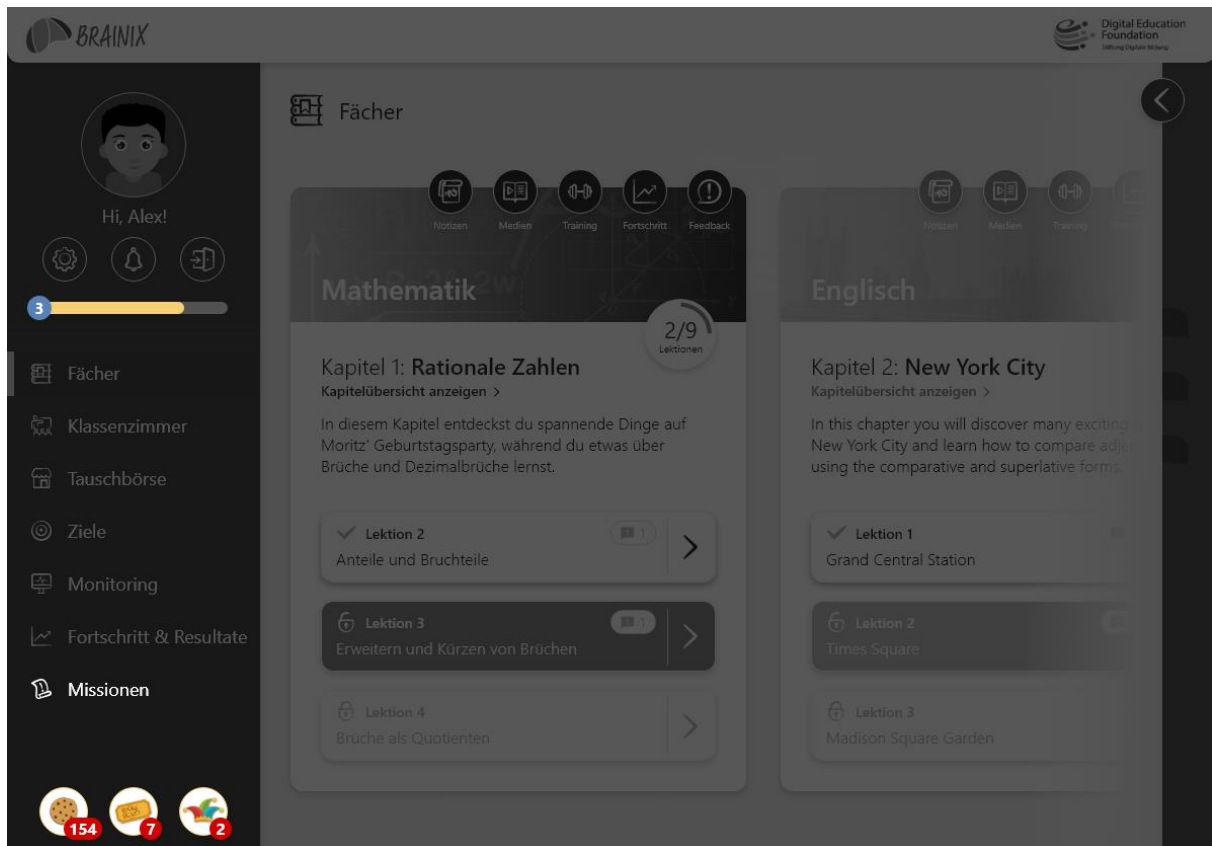 BRAINIX
Digital Education
Foundation
Stiftung Digitale Bildung
Hi, Alex!
3
Fächer
Klassenzimmer
Tauschbörse
Ziele
Monitoring
Fortschritt & Resultate
Missionen
154
7
2
Fächer
Notizen
Medien
Training
Fortschritt
Feedback
Mathematik
2/9
Lektionen
Kapitel 1: Rationale Zahlen
Kapitelübersicht anzeigen >
In diesem Kapitel entdeckst du spannende Dinge auf
Moritz' Geburtstagsparty, während du etwas über
Brüche und Dezimalbrüche lernst.
Lektion 2
1
Anteile und Bruchteile
Lektion 3
1
Erweitern und Kürzen von Brüchen
Lektion 4
Brüche als Quotienten
Notizen
Medien
Training
Englisch
Kapitel 2: New York City
Kapitelübersicht anzeigen >
In this chapter you will discover many exciting
New York City and learn how to compare
using the comparative and superlative forms.
Lektion 1
Grand Central Station
Lektion 2
Times Square
Lektion 3
Madison Square Garden